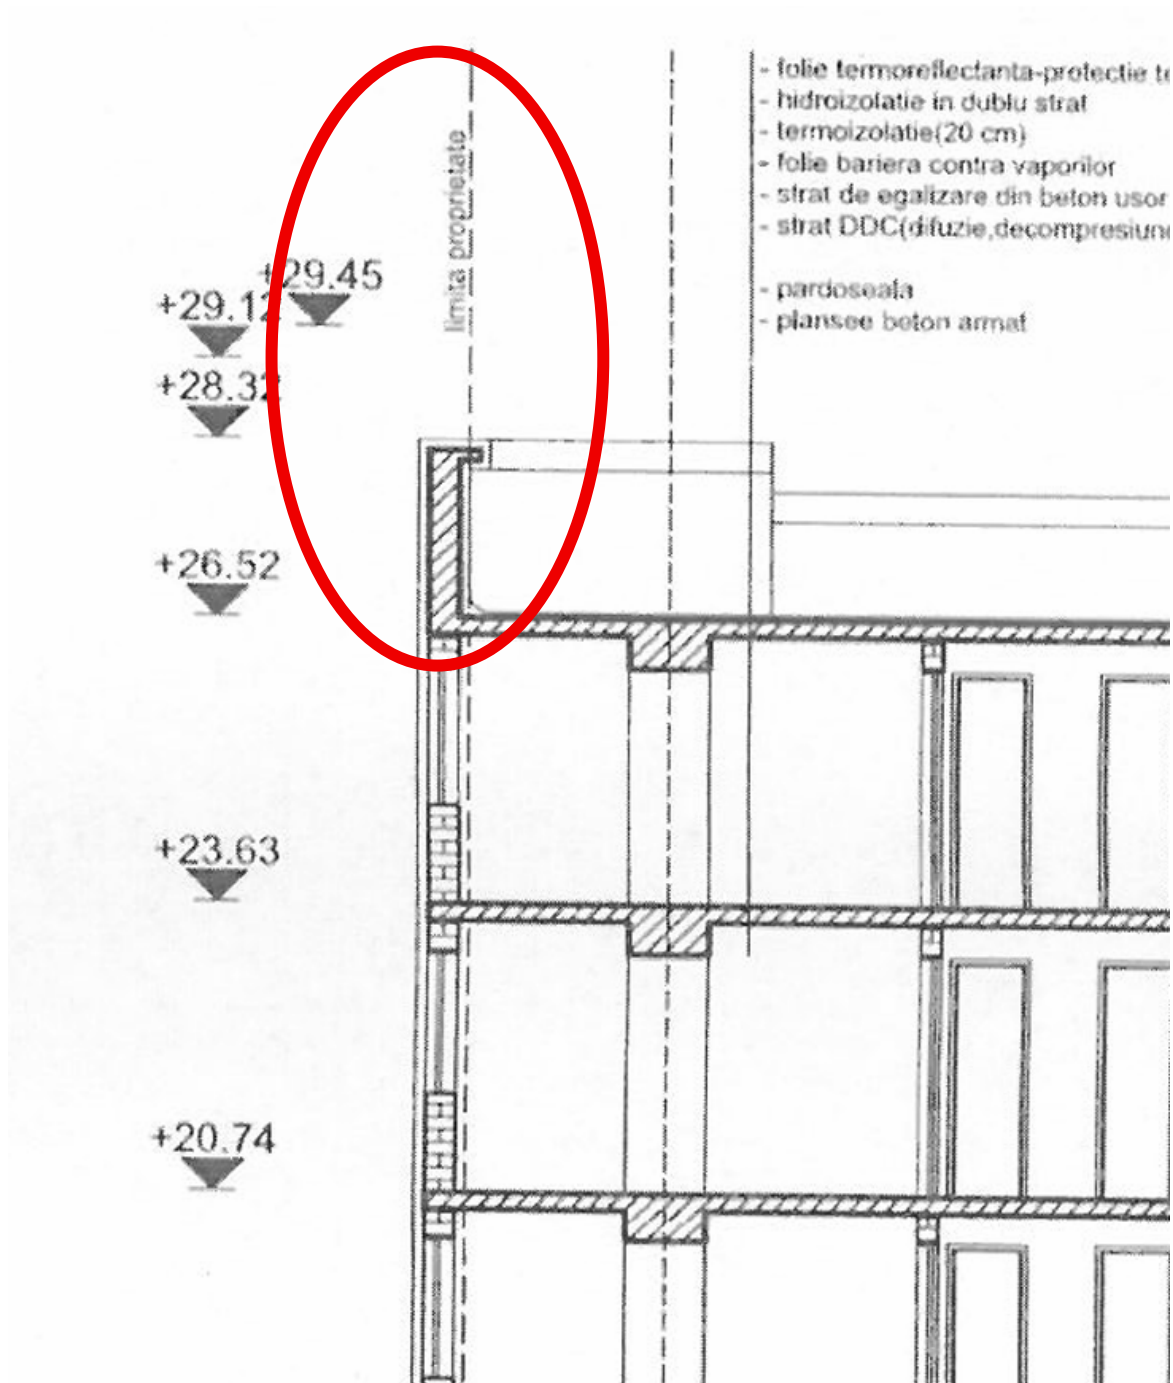 - folie termoreflectanta-protectie te
- hidroizolatie in dublu strat
- termoizolatie(20 cm)
- folie bariera contra vaporilor
- strat de egalizare din beton usor
- strat DDC(difuzie,decompresiune
- pardoseala
- plansee beton armat
limita proprietate
+29.45
+29.12
+28.32
+26.52
+23.63
+20.74